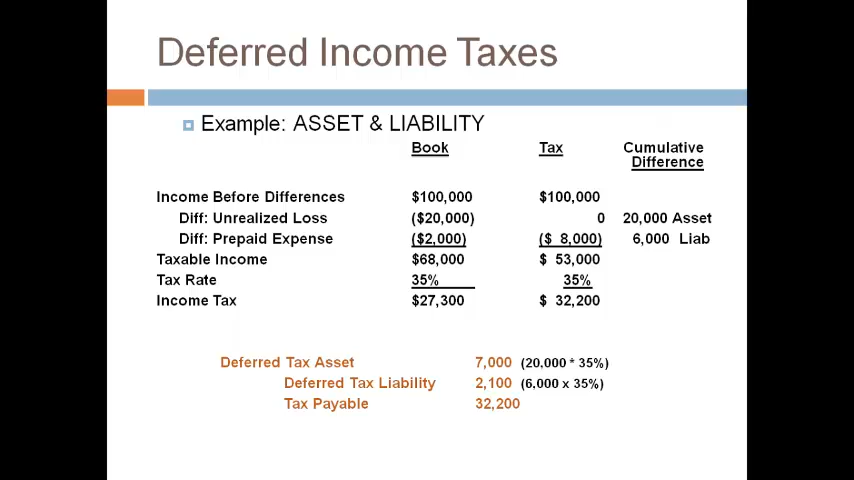 Deferred Income Taxes
Example: ASSET & LIABILITY
Book Tax Cumulative Difference
Income Before Differences $100,000 $100,000
Diff: Unrealized Loss ($20,000) 0 20,000 Asset
Diff: Prepaid Expense ($2,000) ($ 8,000) 6,000 Liab
Taxable Income $68,000 $ 53,000
Tax Rate 35% 35%
Income Tax $27,300 $ 32,200
Deferred Tax Asset 7,000 (20,000 * 35%)
Deferred Tax Liability 2,100 (6,000 x 35%)
Tax Payable 32,200